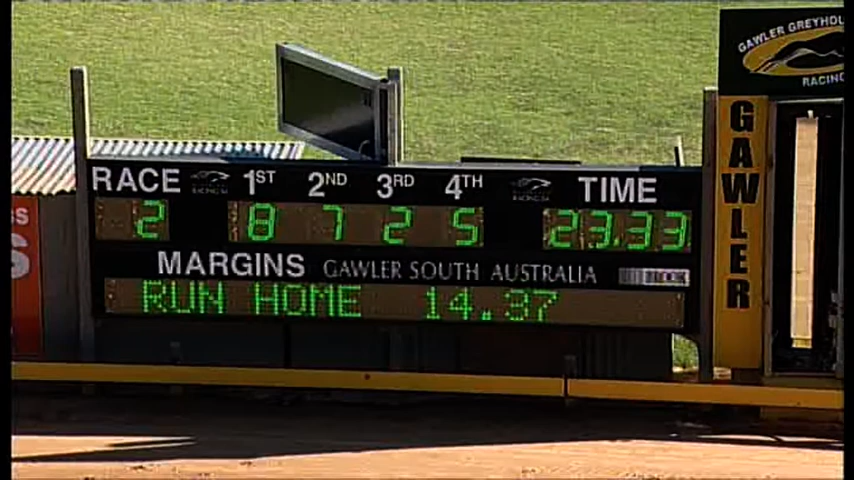 GAWLER GREYHOU
RACING
GAWLER
RACE 1ST 2ND 3RD 4TH TIME
2 8 7 2 5 23.33
MARGINS GAWLER SOUTH AUSTRALIA
RUN HOME 14.37
S
S